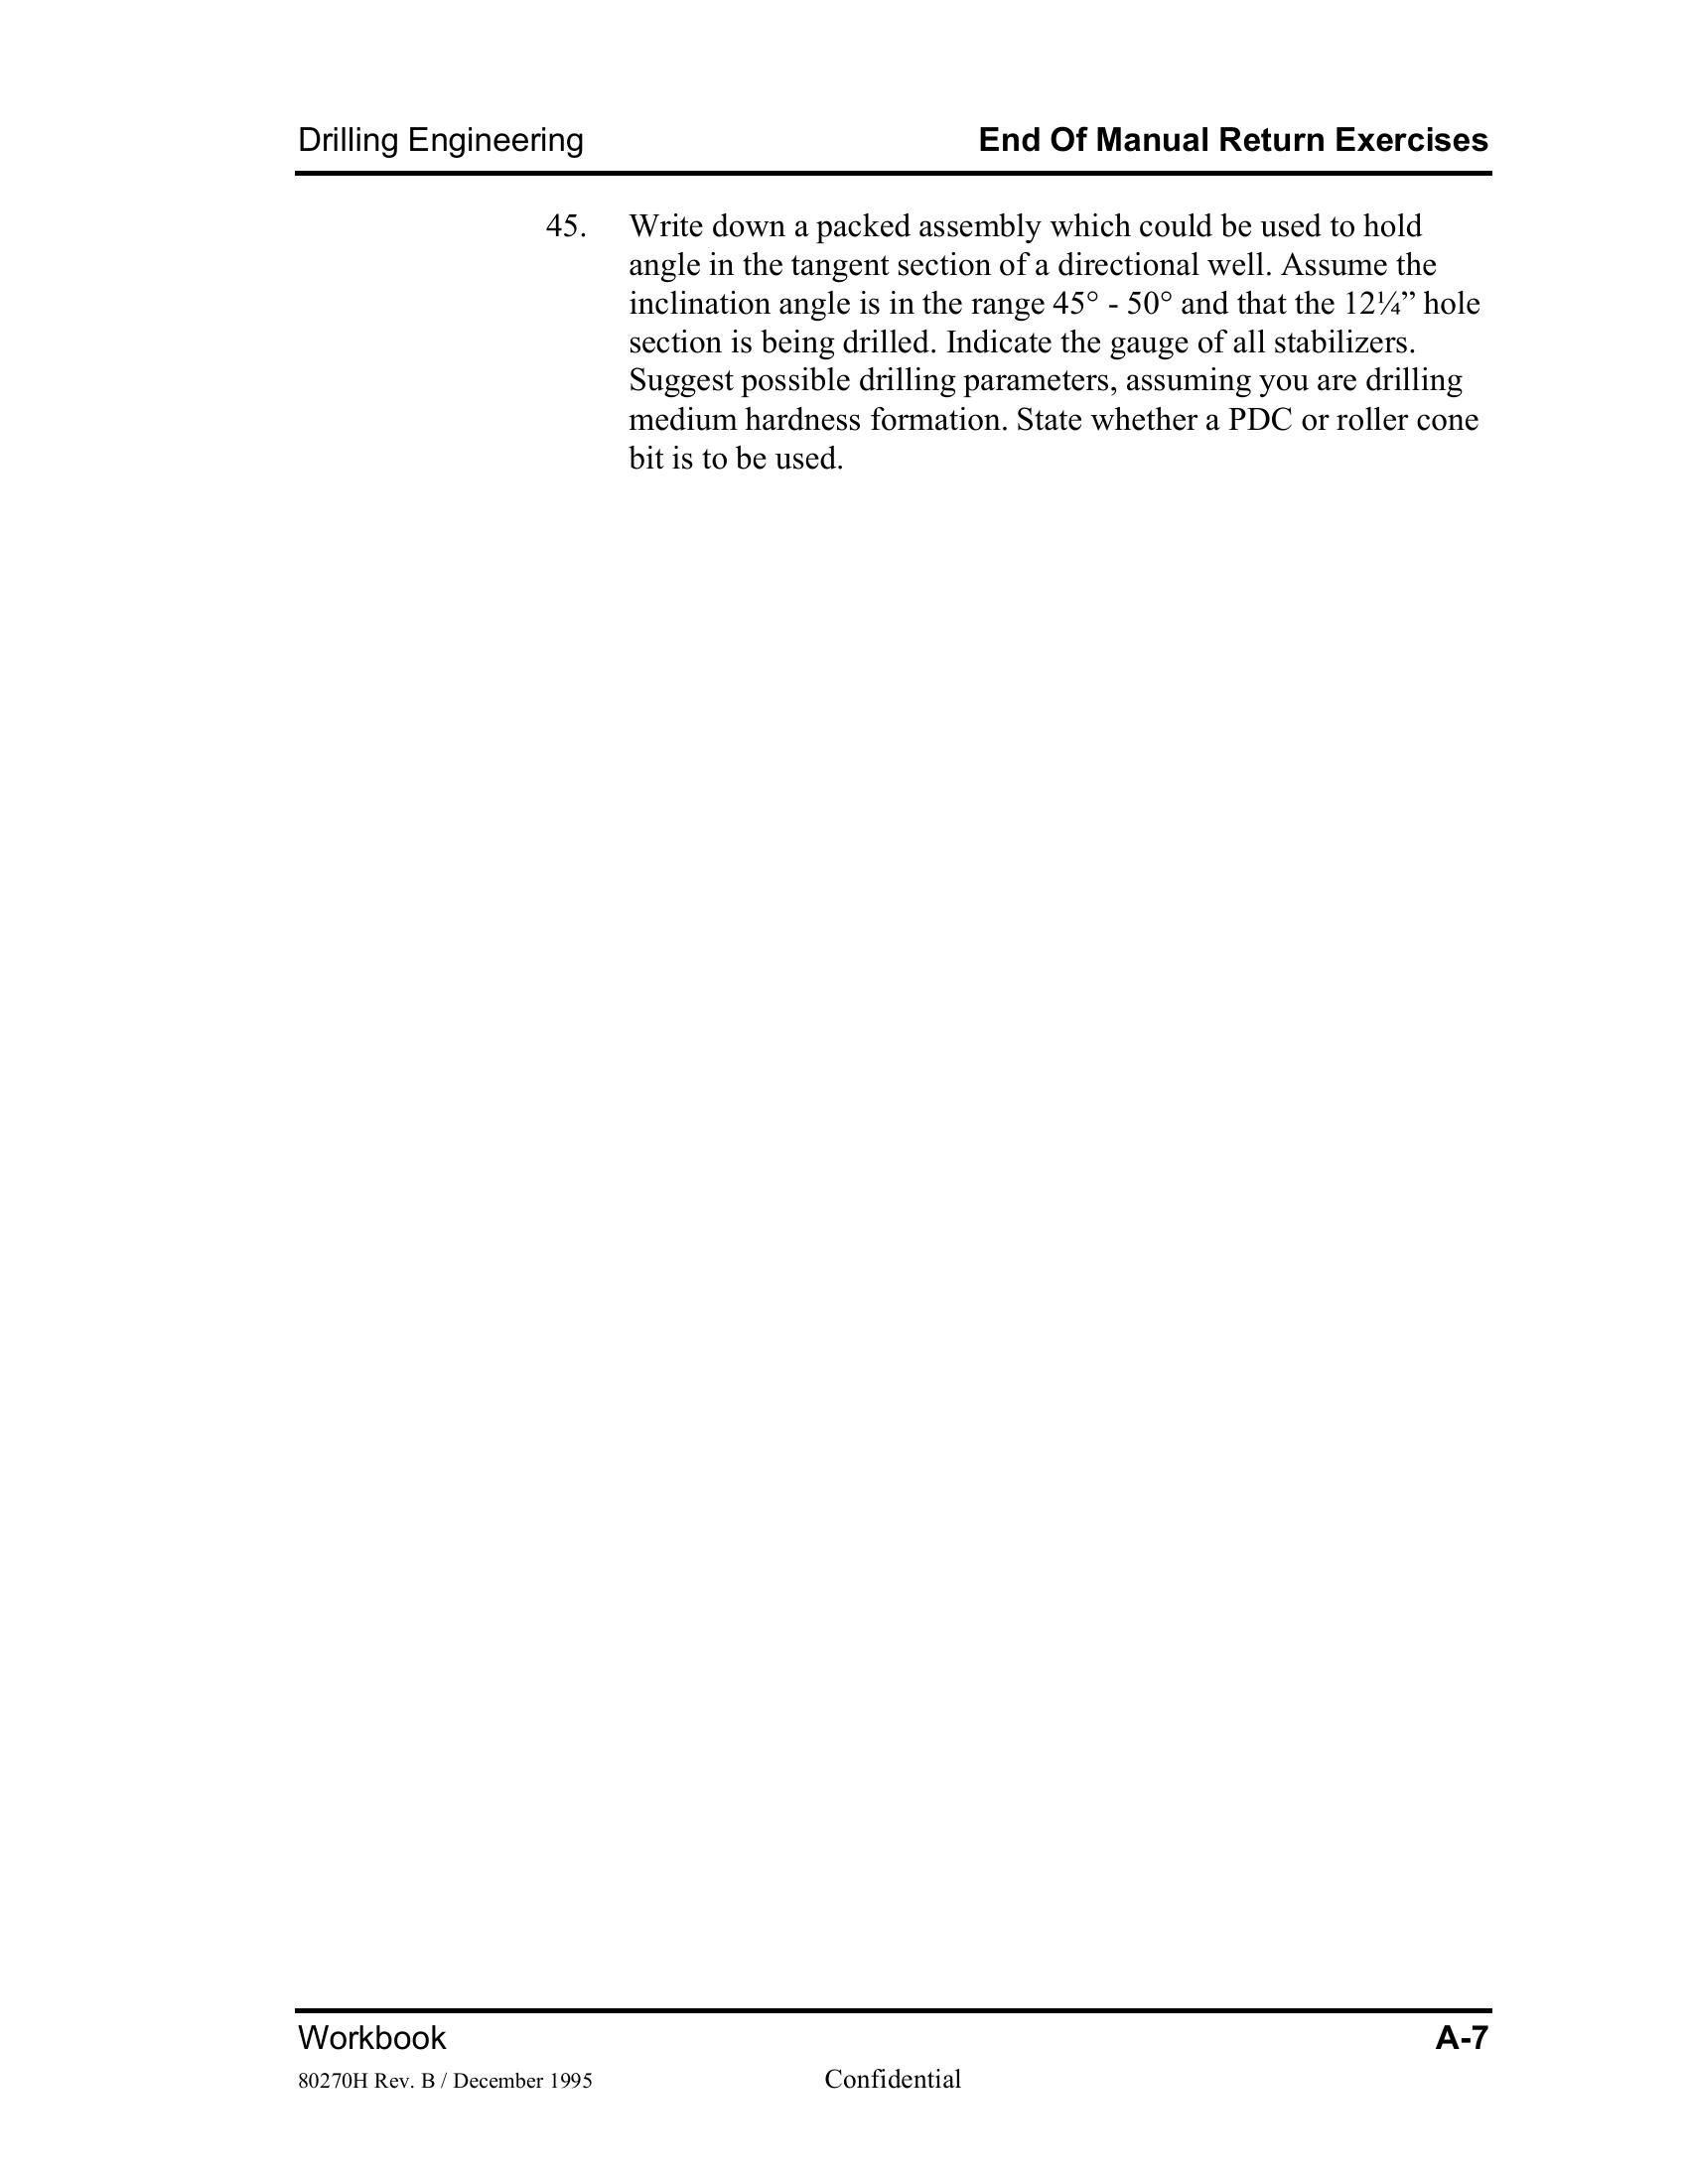 Drilling Engineering End Of Manual Return Exercises
45. Write down a packed assembly which could be used to hold
angle in the tangent section of a directional well. Assume the
inclination angle is in the range 45° - 50° and that the 12¼” hole
section is being drilled. Indicate the gauge of all stabilizers.
Suggest possible drilling parameters, assuming you are drilling
medium hardness formation. State whether a PDC or roller cone
bit is to be used.
Workbook A-7
80270H Rev. B / December 1995 Confidential